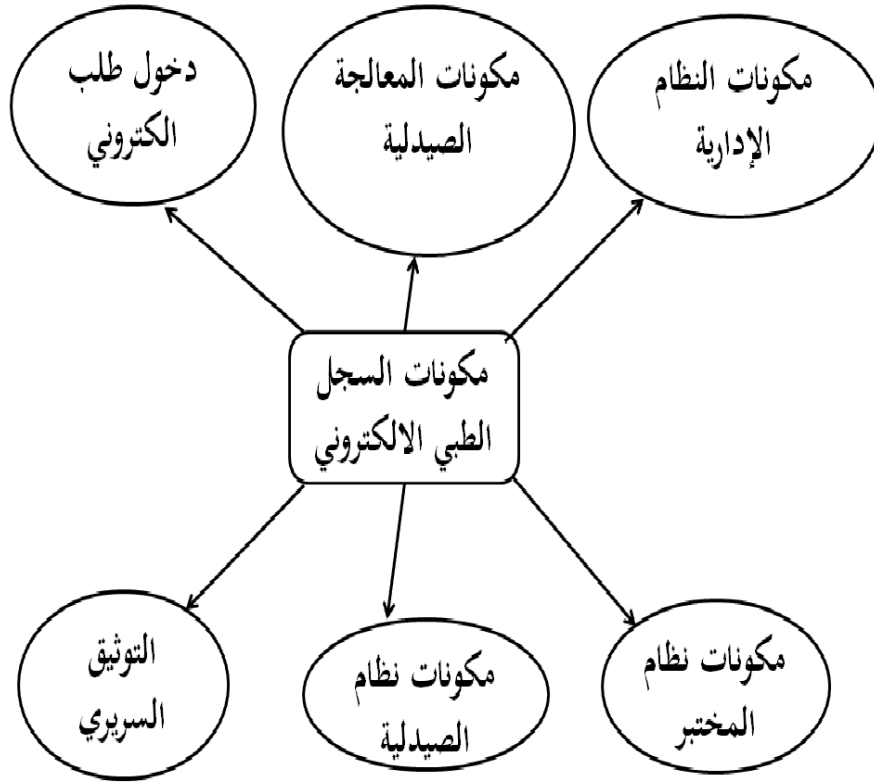 مكونات النظام
الإدارية
مكونات المعالجة
الصيدلية
دخول طلب
الكتروني
مكونات السجل
الطبي الالكتروني
مكونات نظام
المختبر
مكونات نظام
الصيدلية
التوثيق
السريري